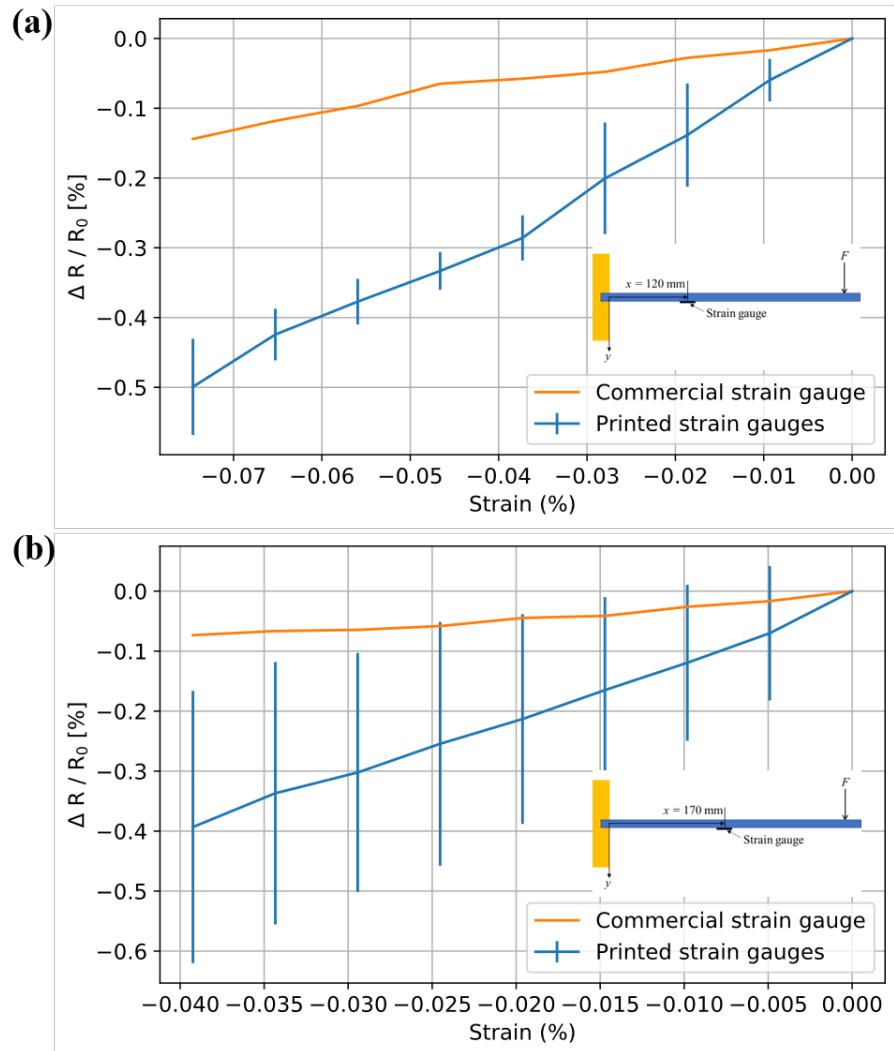 (a)
0.0
−0.1
−0.2
−0.3
−0.4
−0.5
Δ R / R0 [%]
F
x = 120 mm
Strain gauge
y
Commercial strain gauge
Printed strain gauges
−0.07 −0.06 −0.05 −0.04 −0.03 −0.02 −0.01 0.00
Strain (%)
(b)
0.0
−0.1
−0.2
−0.3
−0.4
−0.5
−0.6
Δ R / R0 [%]
F
x = 170 mm
Strain gauge
y
Commercial strain gauge
Printed strain gauges
−0.040 −0.035 −0.030 −0.025 −0.020 −0.015 −0.010 −0.005 0.000
Strain (%)